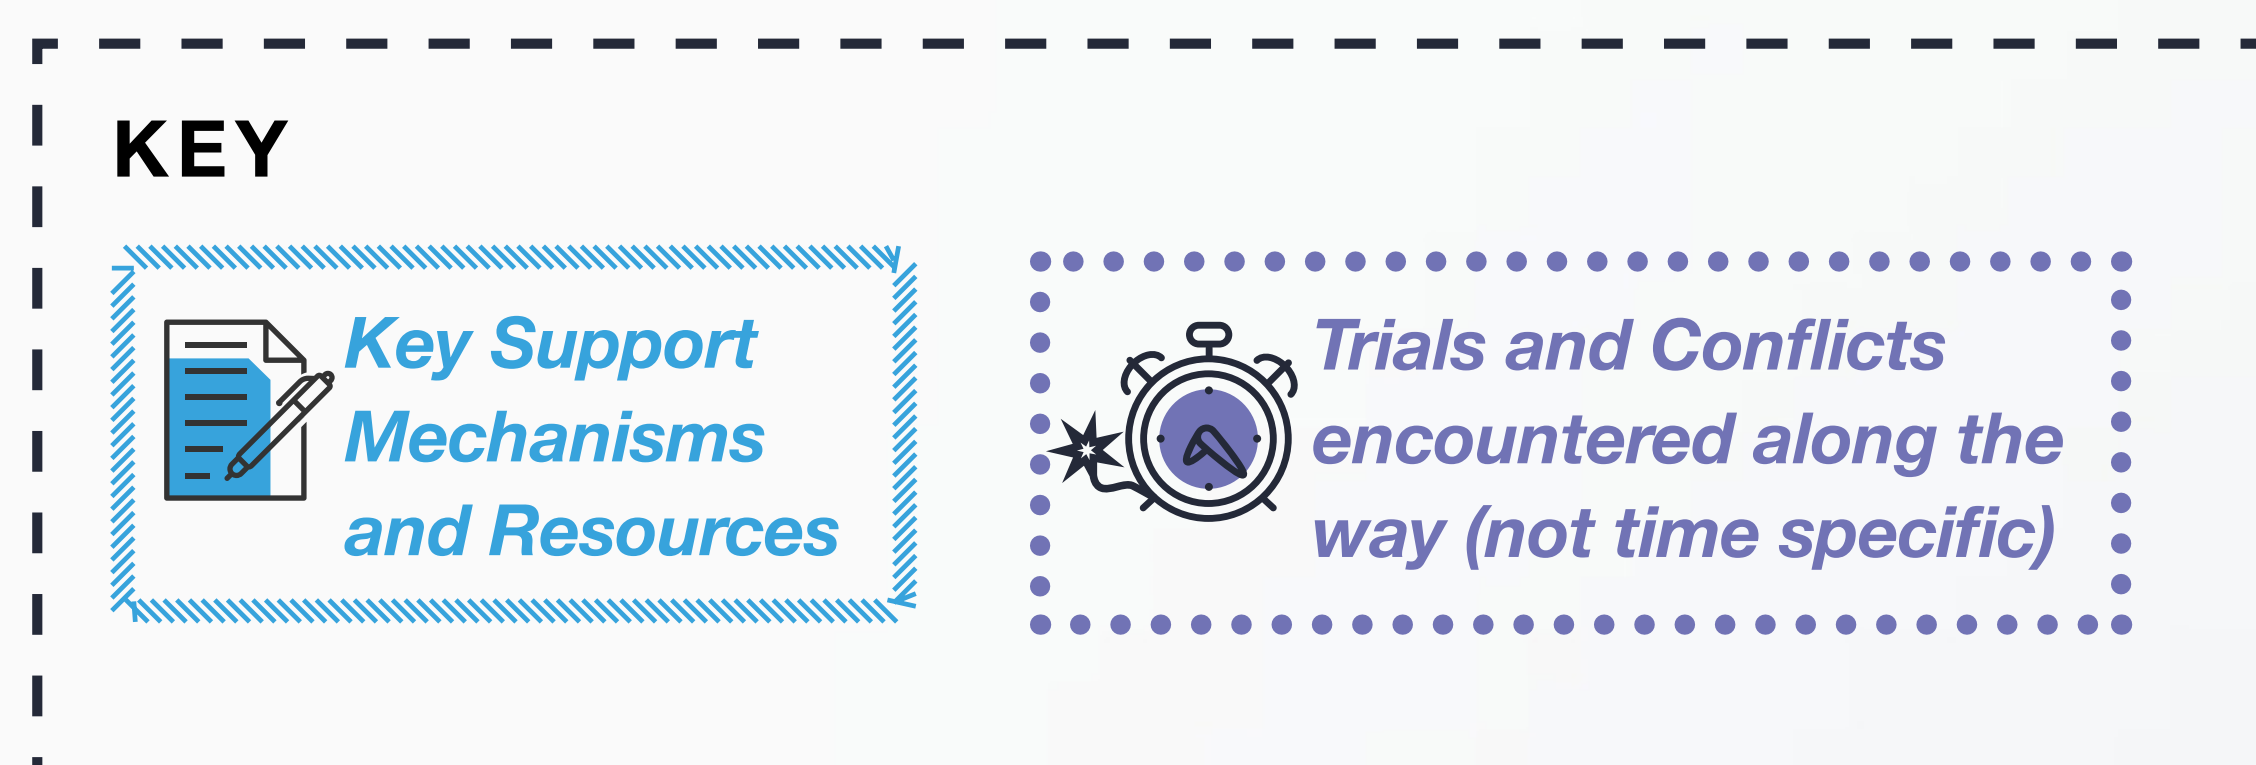 KEY
Key Support
Mechanisms
and Resources
Trials and Conflicts
encountered along the
way (not time specific)